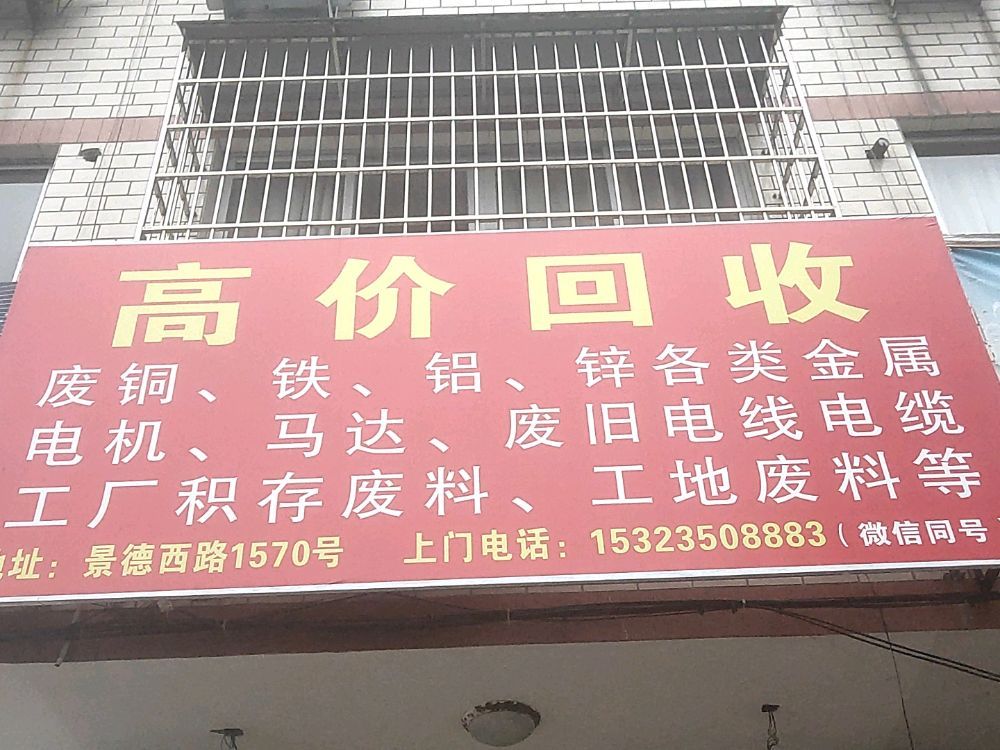 高价回收
废铜、铁、铝、锌各类金属
电机、马达、废旧电线电缆
工厂积存废料、工地废料等
地址：景德西路1570号 上门电话：15323508883（微信同号